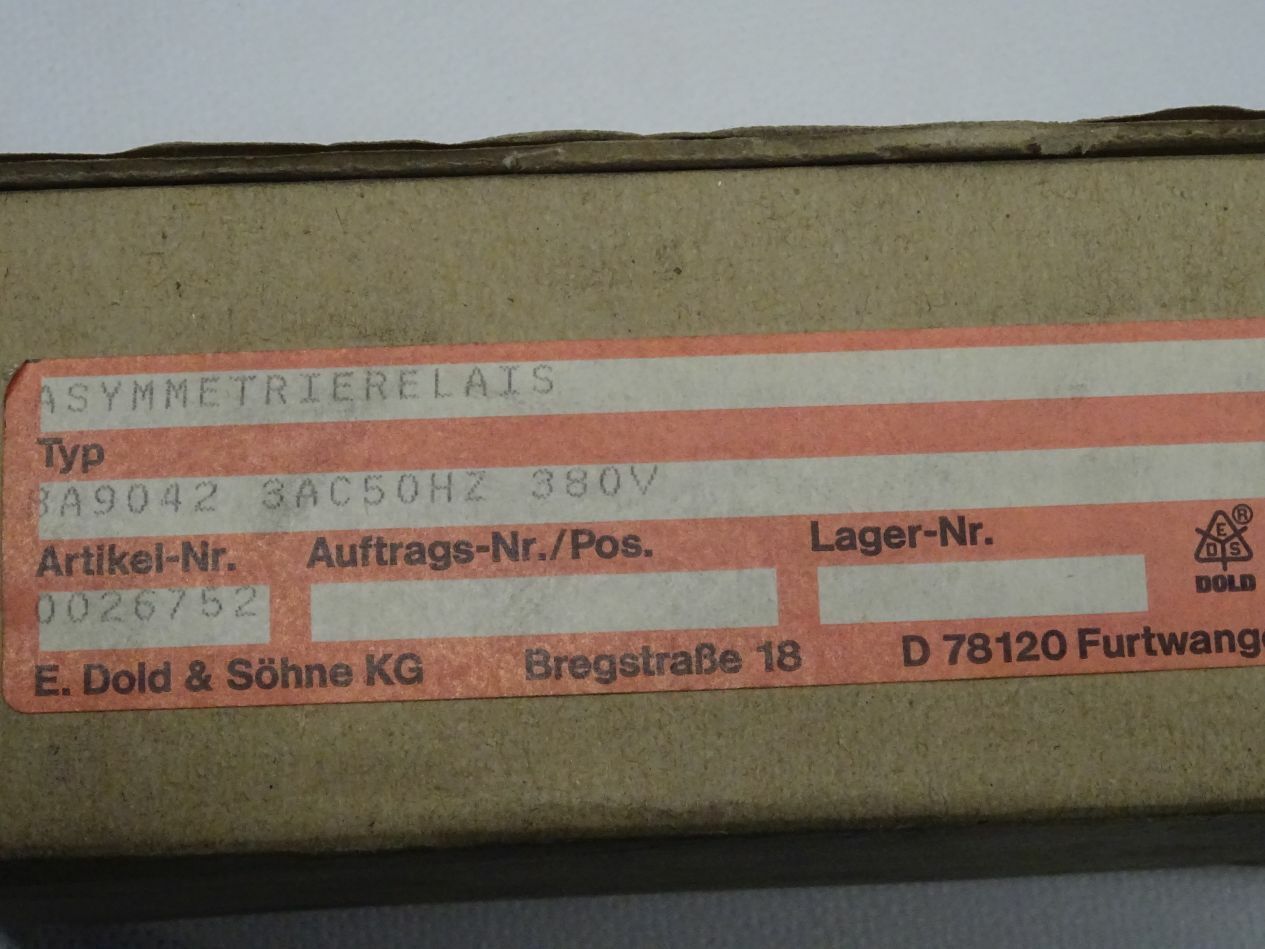 ASYMMETRIERELAIS
Typ
BA9042 3AC50HZ 380V
Artikel-Nr. Auftrags-Nr./Pos. Lager-Nr.
0026752
E D S ®
DOLD
E. Dold & Söhne KG Bregstraße 18 D 78120 Furtwange